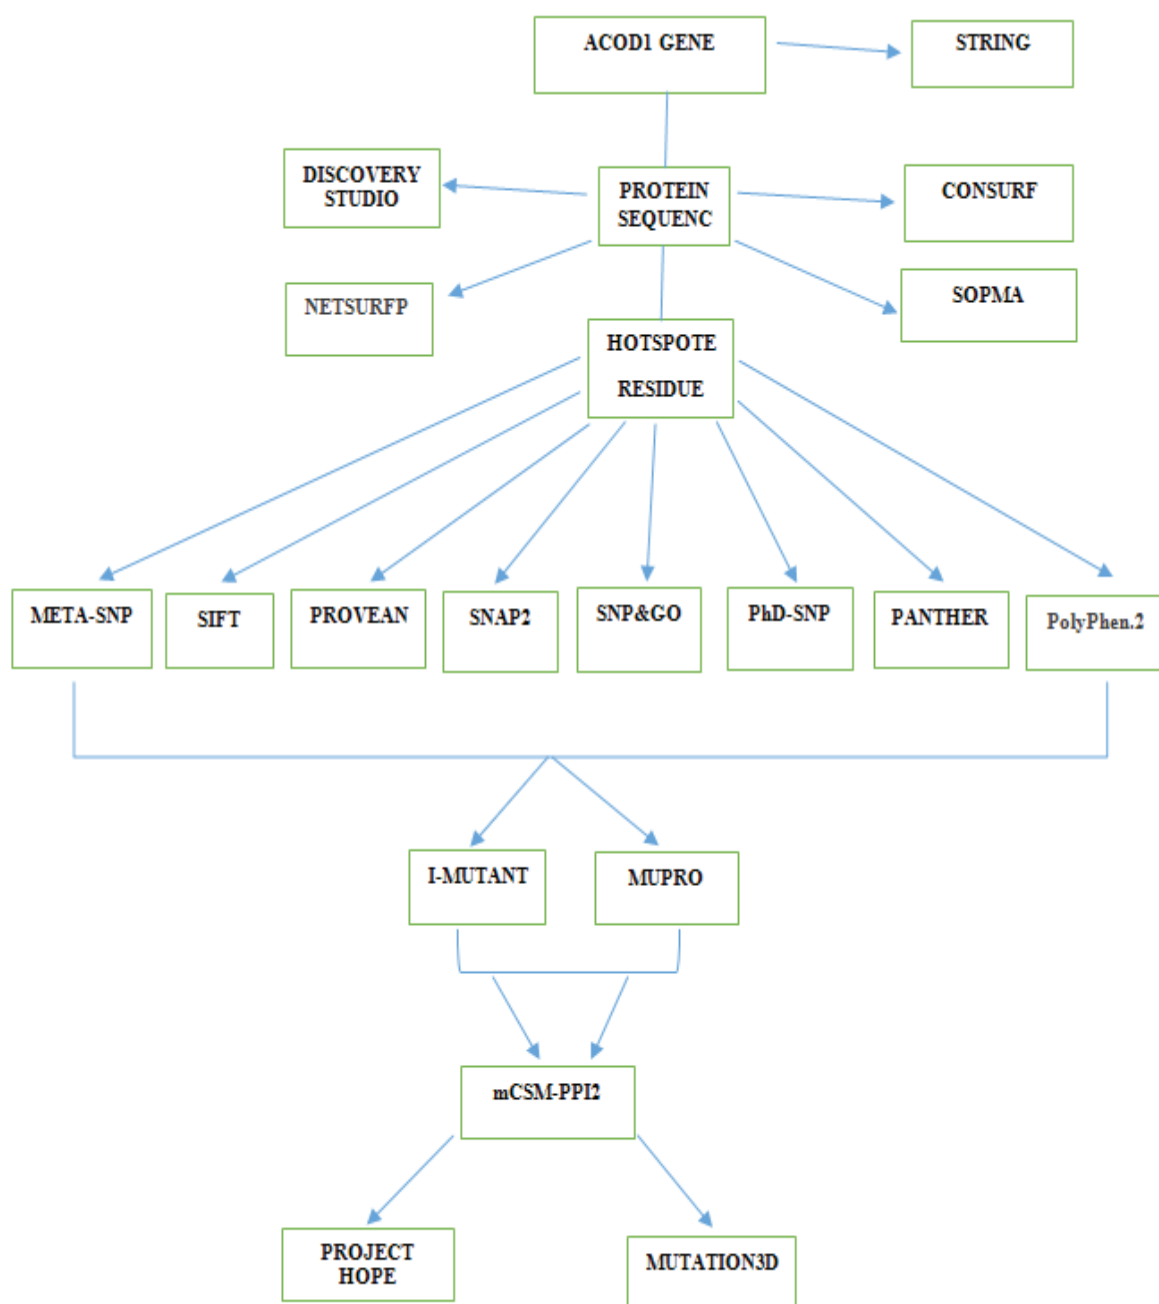 ACOD1 GENE
STRING
DISCOVERY
STUDIO
PROTEIN
SEQUENC
CONSURF
NETSURFP
SOPMA
HOTSPOTE
RESIDUE
META-SNP
SIFT
PROVEAN
SNAP2
SNP&GO
PhD-SNP
PANTHER
PolyPhen.2
I-MUTANT
MUPRO
mCSM-PPI2
PROJECT
HOPE
MUTATION3D